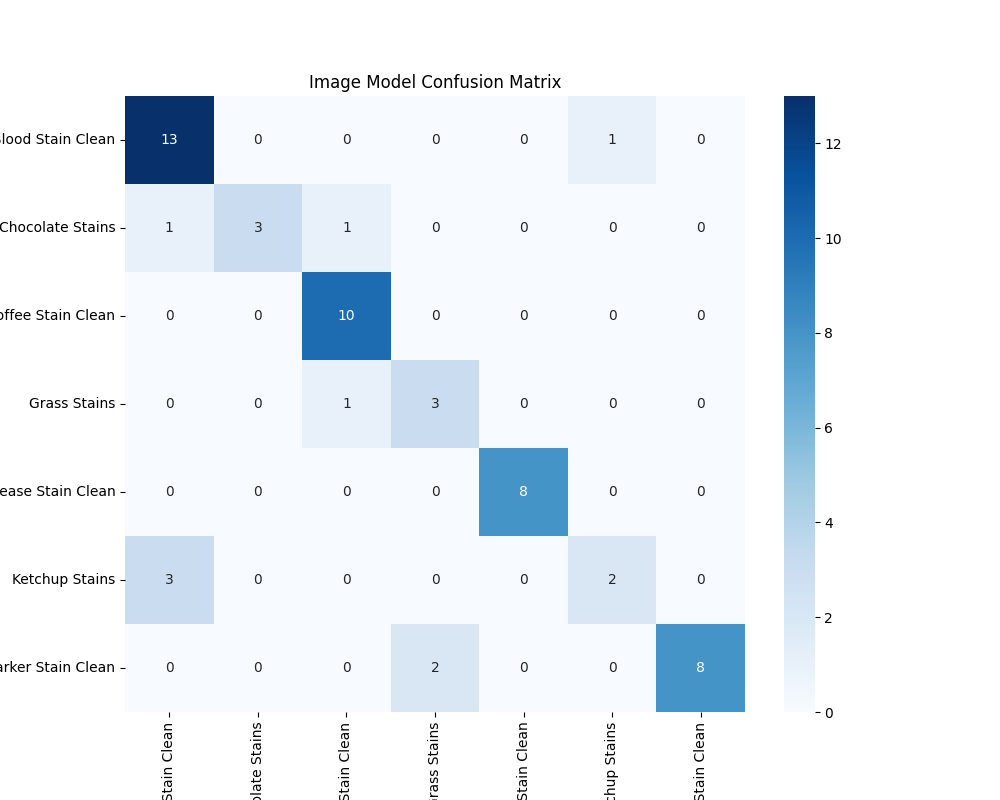 Image Model Confusion Matrix
lood Stain Clean 13 0 0 0 0 1 0
Chocolate Stains 1 3 1 0 0 0 0
offee Stain Clean 0 0 10 0 0 0 0
Grass Stains 0 0 1 3 0 0 0
ease Stain Clean 0 0 0 0 8 0 0
Ketchup Stains 3 0 0 0 0 2 0
arker Stain Clean 0 0 0 2 0 0 8
12
10
8
6
4
2
0
Stain Clean
olate Stains
Stain Clean
Grass Stains
Stain Clean
chup Stains
Stain Clean